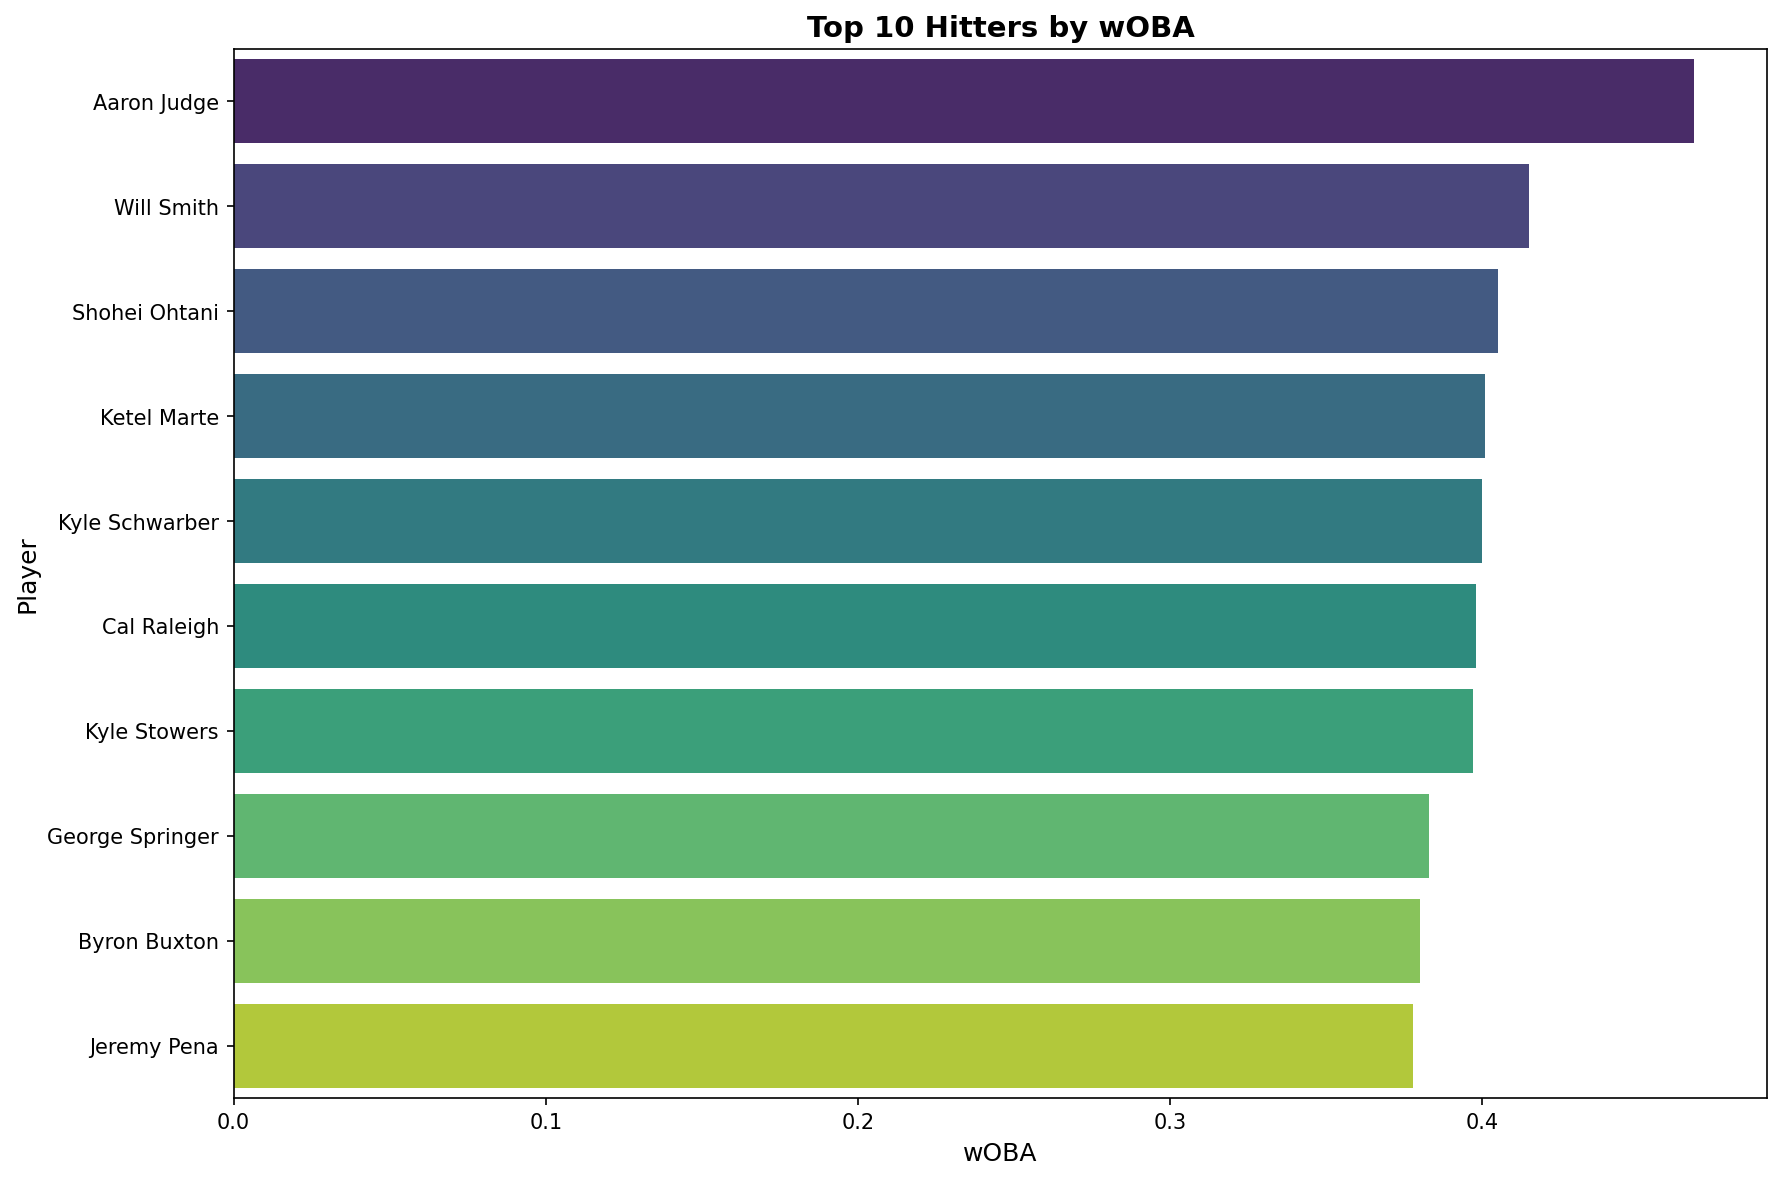 Top 10 Hitters by wOBA
Player
Aaron Judge
Will Smith
Shohei Ohtani
Ketel Marte
Kyle Schwarber
Cal Raleigh
Kyle Stowers
George Springer
Byron Buxton
Jeremy Pena
0.0 0.1 0.2 0.3 0.4
wOBA